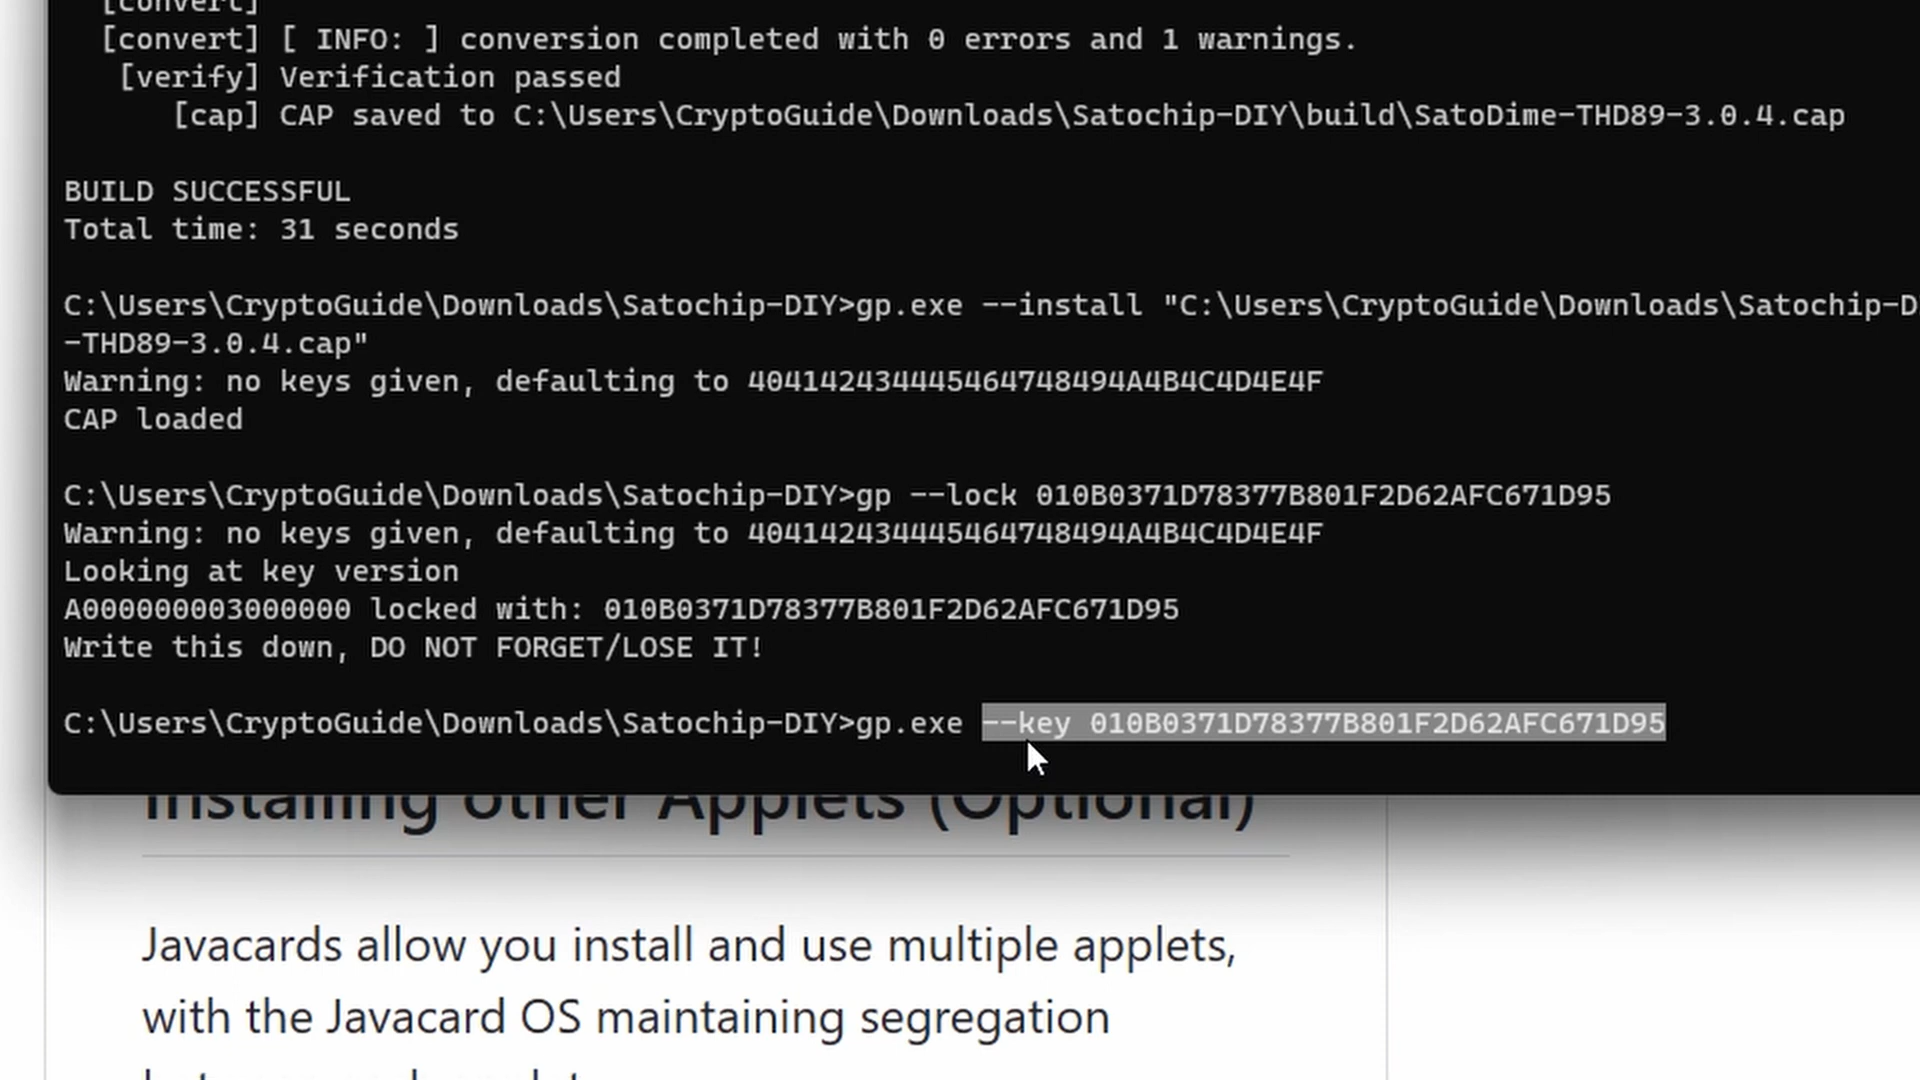 [convert]
[convert] [ INFO: ] conversion completed with 0 errors and 1 warnings.
[verify] Verification passed
[cap] CAP saved to C:\Users\CryptoGuide\Downloads\Satochip-DIY\build\SatoDime-THD89-3.0.4.cap
BUILD SUCCESSFUL
Total time: 31 seconds
C:\Users\CryptoGuide\Downloads\Satochip-DIY>gp.exe --install "C:\Users\CryptoGuide\Downloads\Satochip-D
-THD89-3.0.4.cap"
Warning: no keys given, defaulting to 404142434445464748494A4B4C4D4E4F
CAP loaded
C:\Users\CryptoGuide\Downloads\Satochip-DIY>gp --lock 010B0371D78377B801F2D62AFC671D95
Warning: no keys given, defaulting to 404142434445464748494A4B4C4D4E4F
Looking at key version
A000000003000000 locked with: 010B0371D78377B801F2D62AFC671D95
Write this down, DO NOT FORGET/LOSE IT!
C:\Users\CryptoGuide\Downloads\Satochip-DIY>gp.exe --key 010B0371D78377B801F2D62AFC671D95
Installing other Applets (Optional)
Javacards allow you install and use multiple applets,
with the Javacard OS maintaining segregation